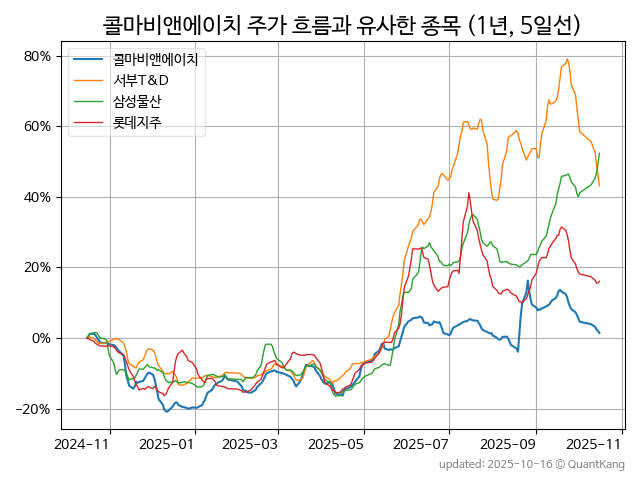 콜마비앤에이치 주가 흐름과 유사한 종목 (1년, 5일선)
콜마비앤에이치
서부T&D
삼성물산
롯데지주
80%
60%
40%
20%
0%
−20%
2024-11 2025-01 2025-03 2025-05 2025-07 2025-09 2025-11
updated: 2025-10-16 © QuantKang